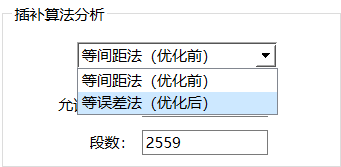 插补算法分析
等间距法（优化前）
等间距法（优化前）
等误差法（优化后）
允
段数： 2559